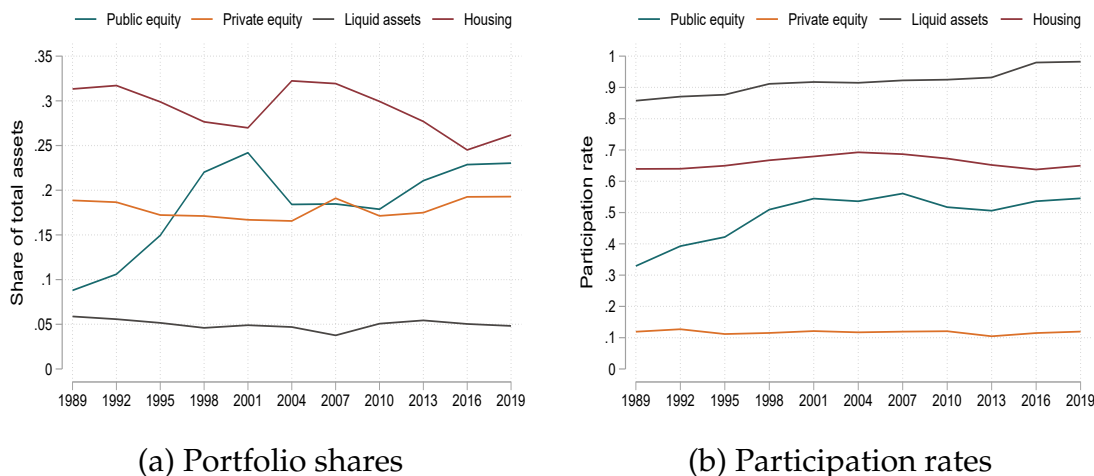 Public equity Private equity Liquid assets Housing
.35
.3
.25
.2
.15
.1
.05
0
Share of total assets
1989 1992 1995 1998 2001 2004 2007 2010 2013 2016 2019
(a) Portfolio shares
Public equity Private equity Liquid assets Housing
1
.9
.8
.7
.6
.5
.4
.3
.2
.1
0
Participation rate
1989 1992 1995 1998 2001 2004 2007 2010 2013 2016 2019
(b) Participation rates